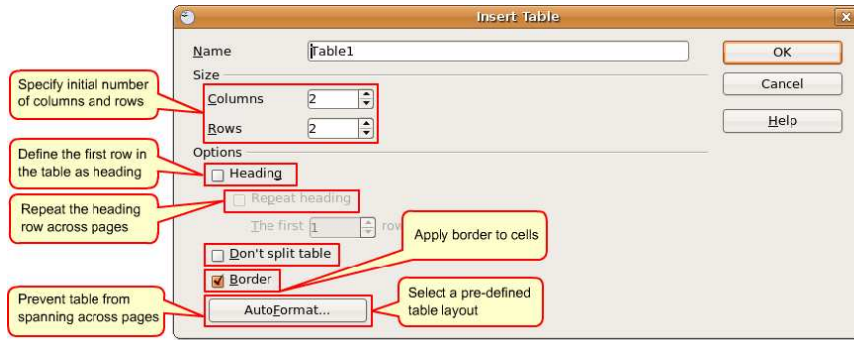 Insert Table
Name
Table1
OK
Size
Cancel
Specify initial number
of columns and rows
Columns
2
Rows
2
Help
Options
Define the first row in
the table as heading
Heading
Repeat heading
Repeat the heading
row across pages
The first 1
Apply border to cells
Don't split table
Border
Prevent table from
spanning across pages
AutoFormat...
Select a pre-defined
table layout